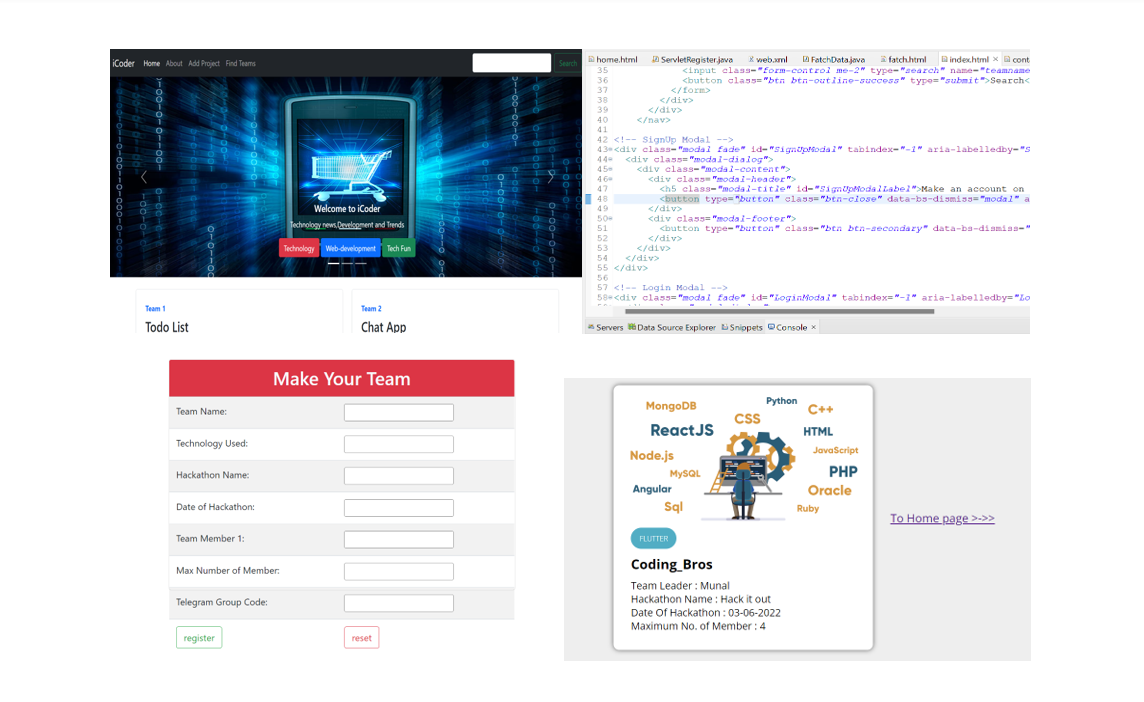 iCoder Home About Add Project Find Teams Search
Welcome to iCoder
Technology news,Development and Trends
Technology Web-development Tech Fun
Team 1
Todo List
Team 2
Chat App
home.html ServletRegister.java web.xml FatchData.java fatch.html index.html × cont
35 <input class="form-control me-2" type="search" name="teamname
36 <button class="btn btn-outline-success" type="submit">Search<
37 </form>
38 </div>
39 </div>
40 </nav>
41
42 <!-- SignUp Modal -->
43 <div class="modal fade" id="SignUpModal" tabindex="-1" aria-labelledby="S
44 <div class="modal-dialog">
45 <div class="modal-content">
46 <div class="modal-header">
47 <h5 class="modal-title" id="SignUpModalLabel">Make an account on
48 <button type="button" class="btn-close" data-bs-dismiss="modal" a
49 </div>
50 <div class="modal-footer">
51 <button type="button" class="btn btn-secondary" data-bs-dismiss="
52 </div>
53 </div>
54 </div>
55 </div>
56
57 <!-- Login Modal -->
58 <div class="modal fade" id="LoginModal" tabindex="-1" aria-labelledby="Lo
Servers Data Source Explorer Snippets Console ×
Make Your Team
Team Name:
Technology Used:
Hackathon Name:
Date of Hackathon:
Team Member 1:
Max Number of Member:
Telegram Group Code:
register reset
MongoDB
Python
CSS
C++
ReactJS
HTML
Node.js
JavaScript
MySQL
PHP
Angular
Oracle
Sql
Ruby
FLUTTER
Coding_Bros
Team Leader : Munal
Hackathon Name : Hack it out
Date Of Hackathon : 03-06-2022
Maximum No. of Member : 4
To Home page >->>